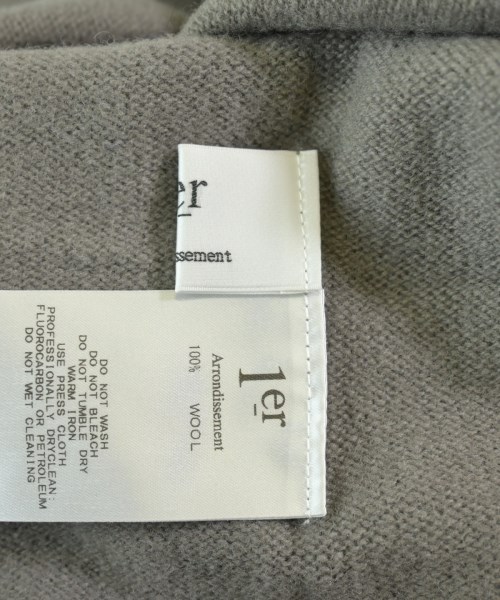 er
ssement
1er
Arrondissement
100% WOOL
DO NOT WASH
DO NOT BLEACH
DO NOT TUMBLE DRY
WARM IRON
USE PRESS CLOTH
PROFESSIONALLY DRYCLEAN:
FLUOROCARBON OR PETROLEUM
DO NOT WET CLEANING